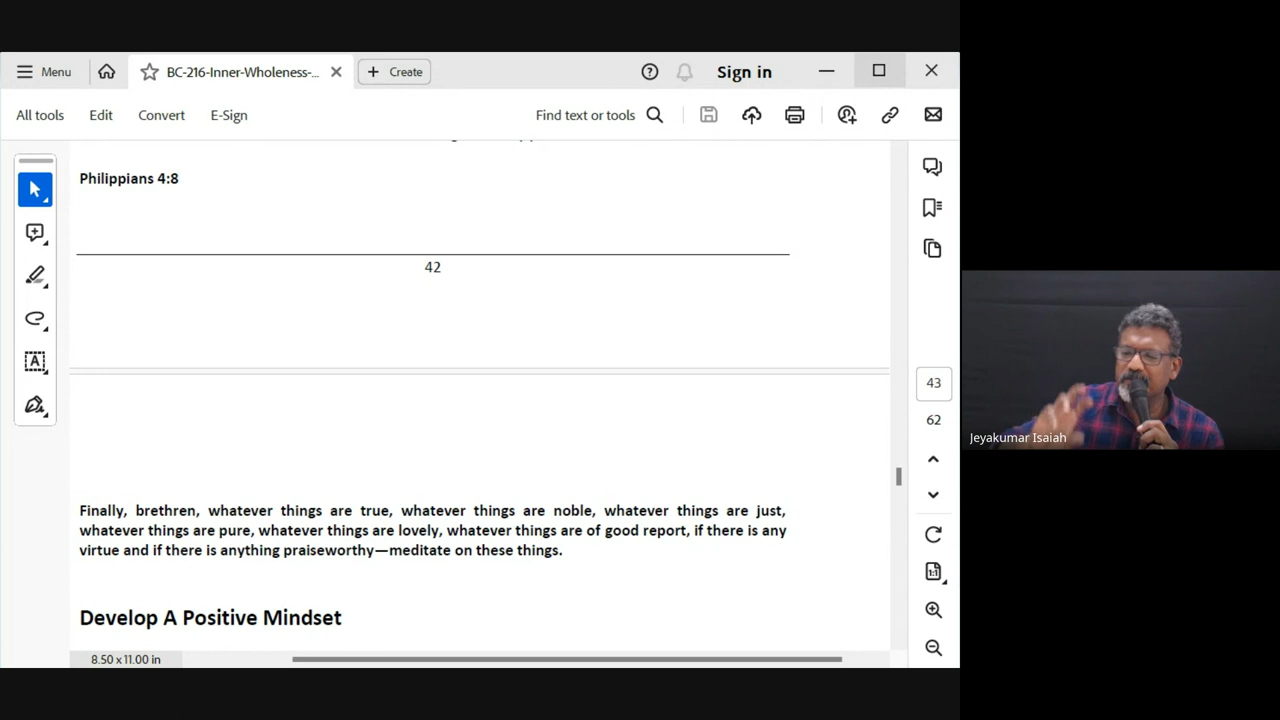 Menu
BC-216-Inner-Wholeness-...
Create
Sign in
All tools
Edit
Convert
E-Sign
Find text or tools
Philippians 4:8
42
43
62
Jeyakumar Isaiah
Finally, brethren, whatever things are true, whatever things are noble, whatever things are just,
whatever things are pure, whatever things are lovely, whatever things are of good report, if there is any
virtue and if there is anything praiseworthy—meditate on these things.
Develop A Positive Mindset
8.50 x 11.00 in